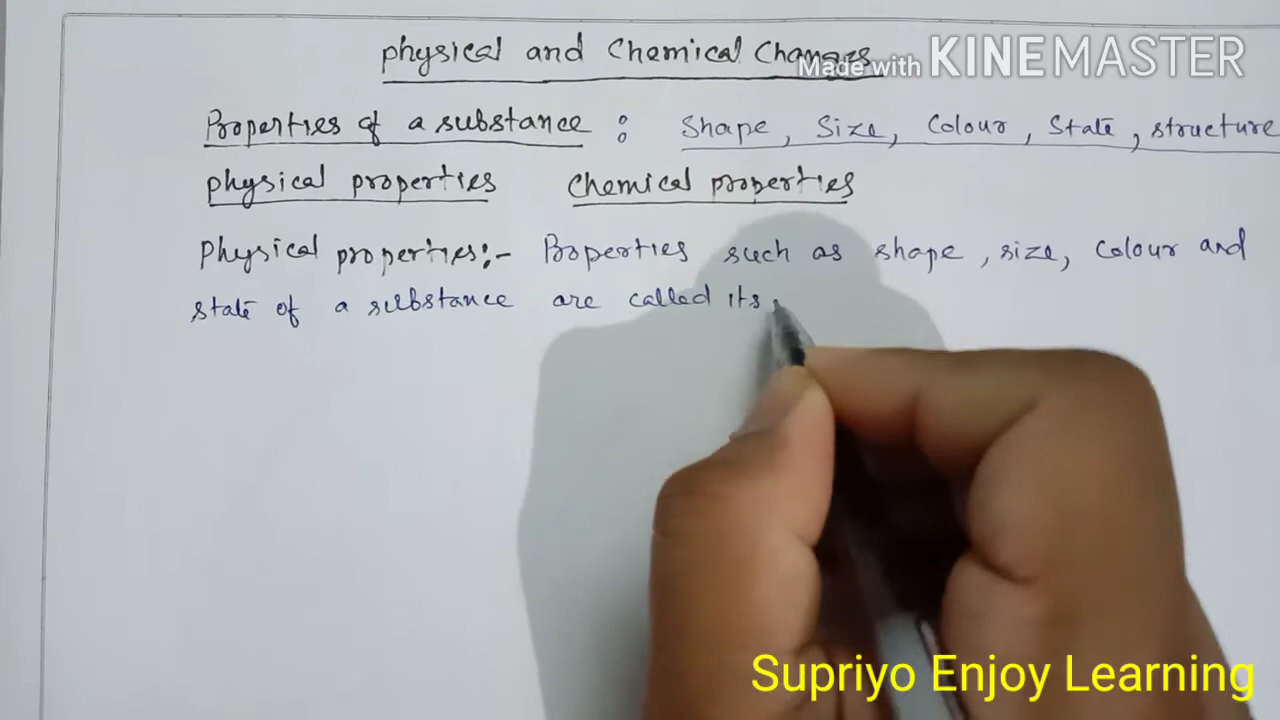 Physical and Chemical Changes
Made with KINEMASTER
Properties of a substance : Shape, Size, Colour, State, structure
physical properties Chemical properties
Physical properties:- Properties such as shape, size, colour and
state of a substance are called its
Supriyo Enjoy Learning